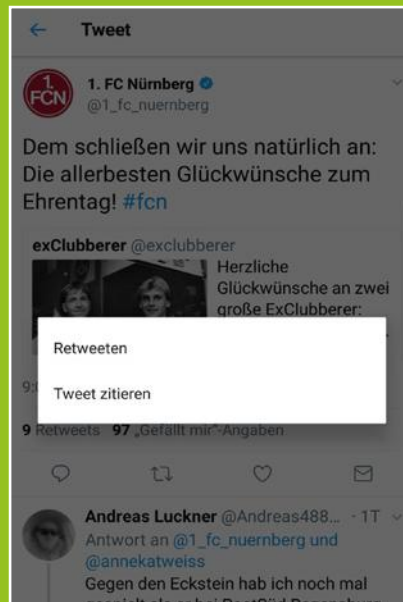 Tweet
1.
FCN
1. FC Nürnberg
@1_fc_nuernberg
Dem schließen wir uns natürlich an:
Die allerbesten Glückwünsche zum
Ehrentag! #fcn
exClubberer @exclubberer
Herzliche
Glückwünsche an zwei
große ExClubberer:
Retweeten
Tweet zitieren
9 Retweets 97 „Gefällt mir“-Angaben
Andreas Luckner @Andreas488... · 1T
Antwort an @1_fc_nuernberg und
@annekatweiss
Gegen den Eckstein hab ich noch mal